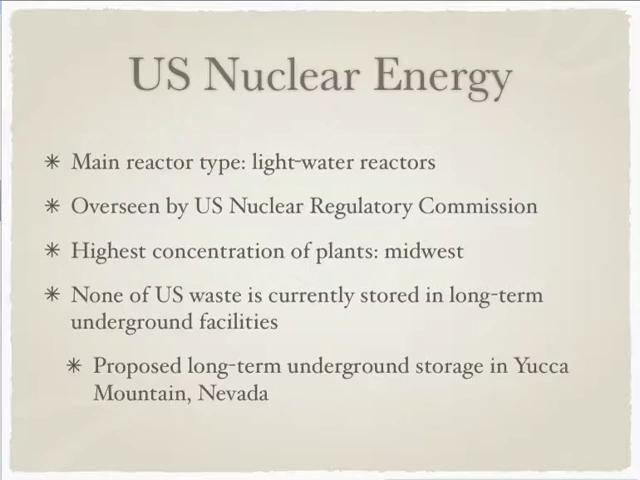 US Nuclear Energy
✴ Main reactor type: light-water reactors
✴ Overseen by US Nuclear Regulatory Commission
✴ Highest concentration of plants: midwest
✴ None of US waste is currently stored in long-term
underground facilities
✴ Proposed long-term underground storage in Yucca
Mountain, Nevada